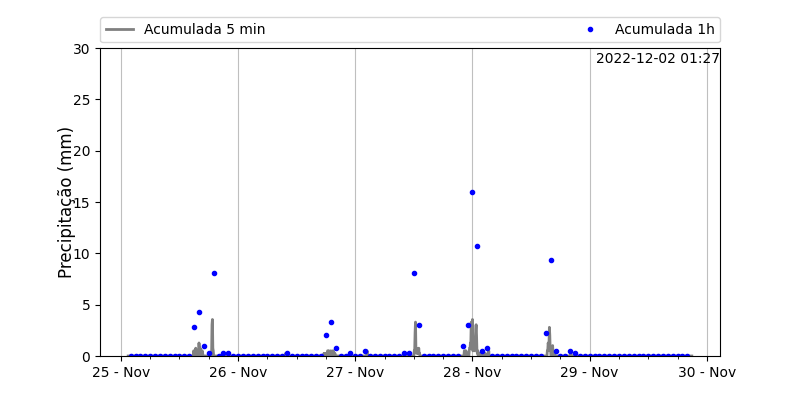 Acumulada 5 min
Acumulada 1h
2022-12-02 01:27
Precipitação (mm)
30
25
20
15
10
5
0
25 - Nov
26 - Nov
27 - Nov
28 - Nov
29 - Nov
30 - Nov